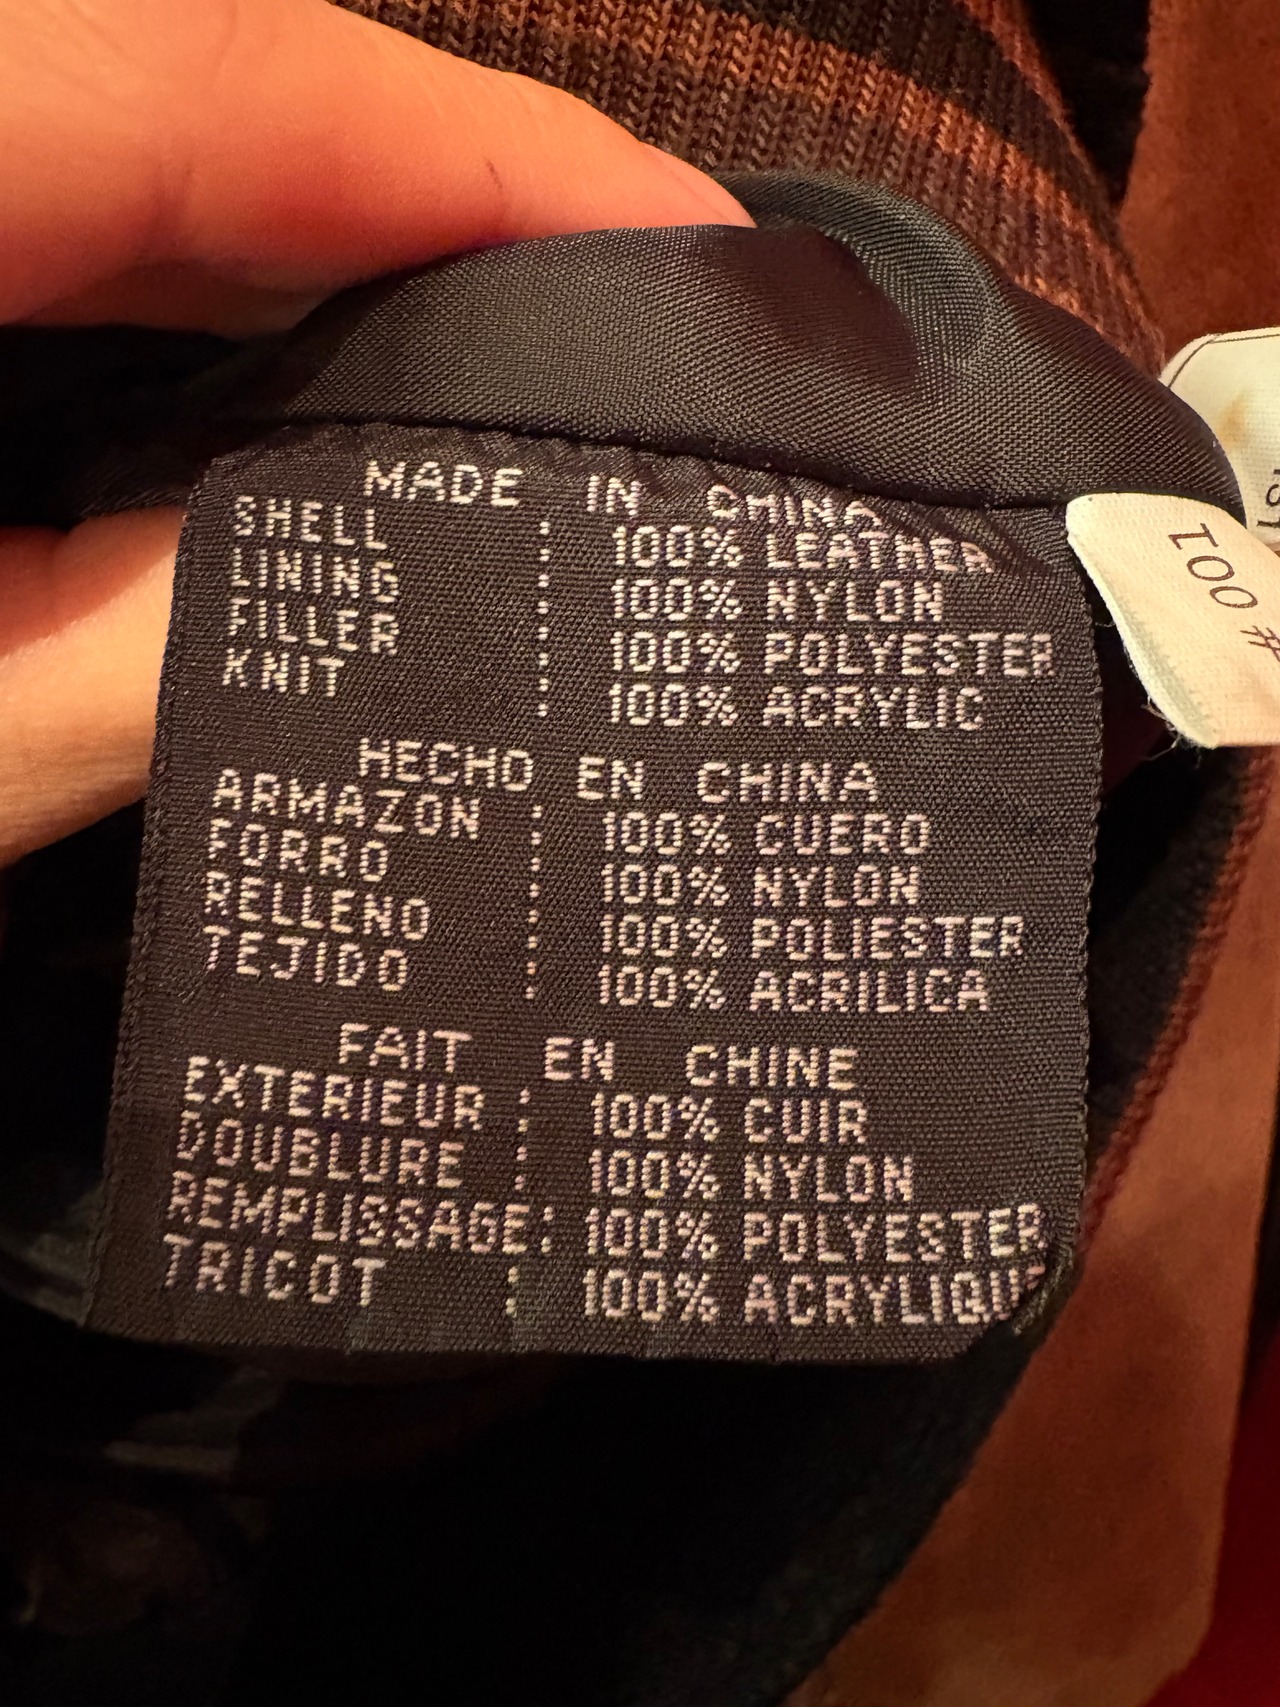 MADE IN CHINA
SHELL : 100% LEATHER
LINING : 100% NYLON
FILLER : 100% POLYESTER
KNIT : 100% ACRYLIC
HECHO EN CHINA
ARMAZON : 100% CUERO
FORRO : 100% NYLON
RELLENO : 100% POLIESTER
TEJIDO : 100% ACRILICA
FAIT EN CHINE
EXTERIEUR : 100% CUIR
DOUBLURE : 100% NYLON
REMPLISSAGE: 100% POLYESTER
TRICOT : 100% ACRYLIQUE
#001